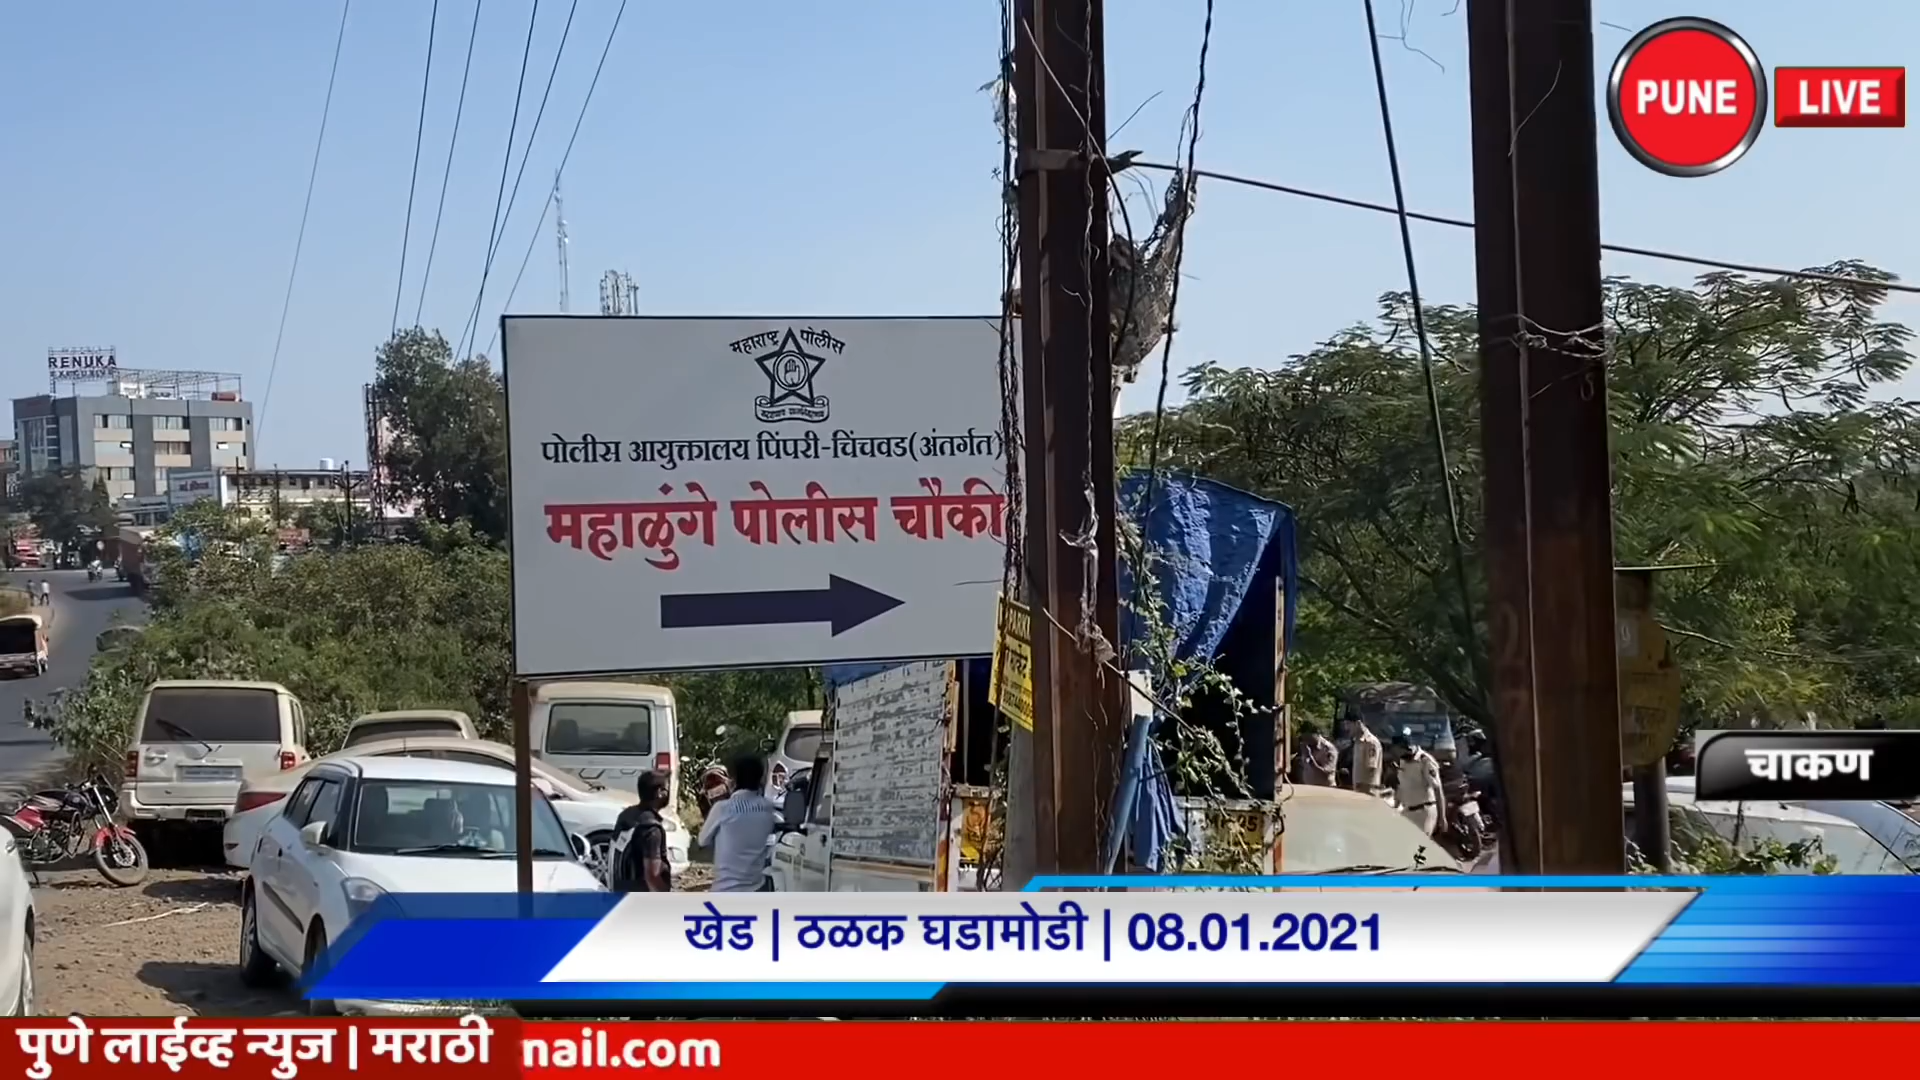 PUNE LIVE
RENUKA
महाराष्ट्र पोलीस
पोलीस आयुक्तालय पिंपरी-चिंचवड(अंतर्गत)
महाळुंगे पोलीस चौकी
चाकण
खेड | ठळक घडामोडी | 08.01.2021
पुणे लाईव्ह न्युज | मराठी nail.com